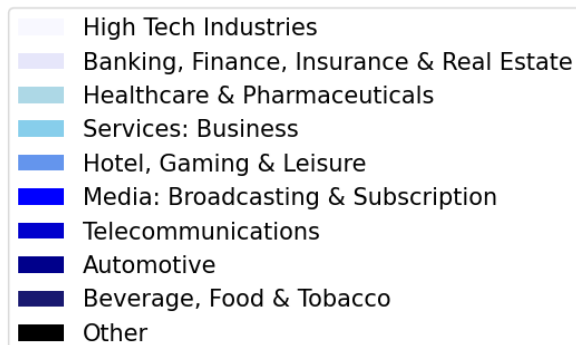 High Tech Industries
Banking, Finance, Insurance & Real Estate
Healthcare & Pharmaceuticals
Services: Business
Hotel, Gaming & Leisure
Media: Broadcasting & Subscription
Telecommunications
Automotive
Beverage, Food & Tobacco
Other